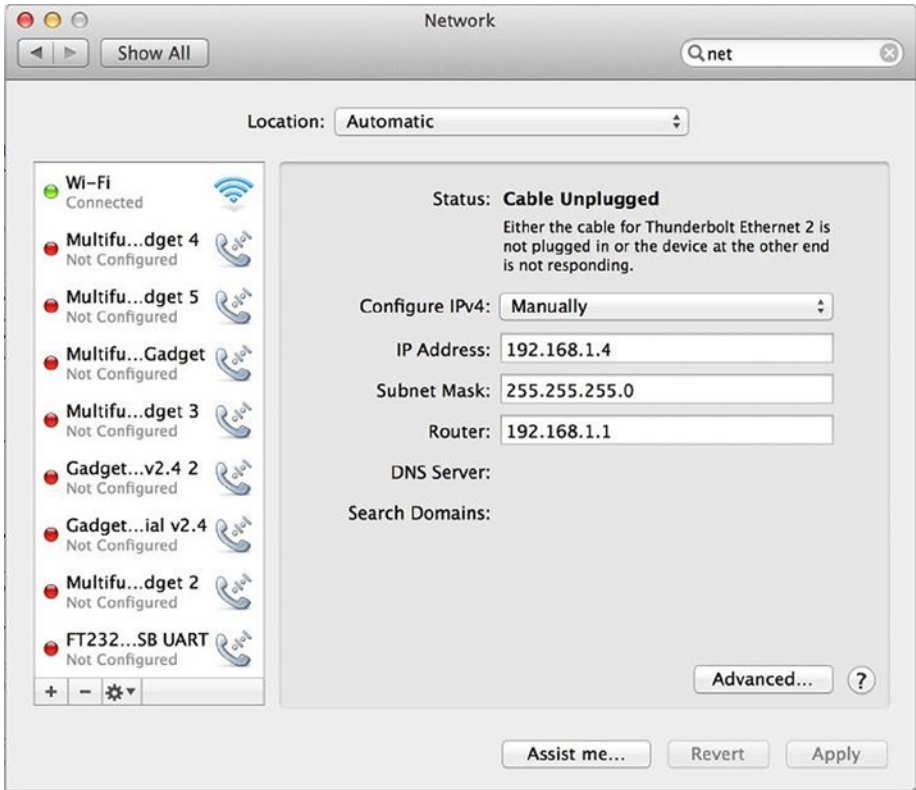 Network
Show All
net
Location: Automatic
Wi-Fi
Connected
Multifu...dget 4
Not Configured
Multifu...dget 5
Not Configured
Multifu...Gadget
Not Configured
Multifu...dget 3
Not Configured
Gadget...v2.4 2
Not Configured
Gadget...ial v2.4
Not Configured
Multifu...dget 2
Not Configured
FT232...SB UART
Not Configured
Status: Cable Unplugged
Either the cable for Thunderbolt Ethernet 2 is
not plugged in or the device at the other end
is not responding.
Configure IPv4: Manually
IP Address: 192.168.1.4
Subnet Mask: 255.255.255.0
Router: 192.168.1.1
DNS Server:
Search Domains:
Advanced... ?
Assist me... Revert Apply